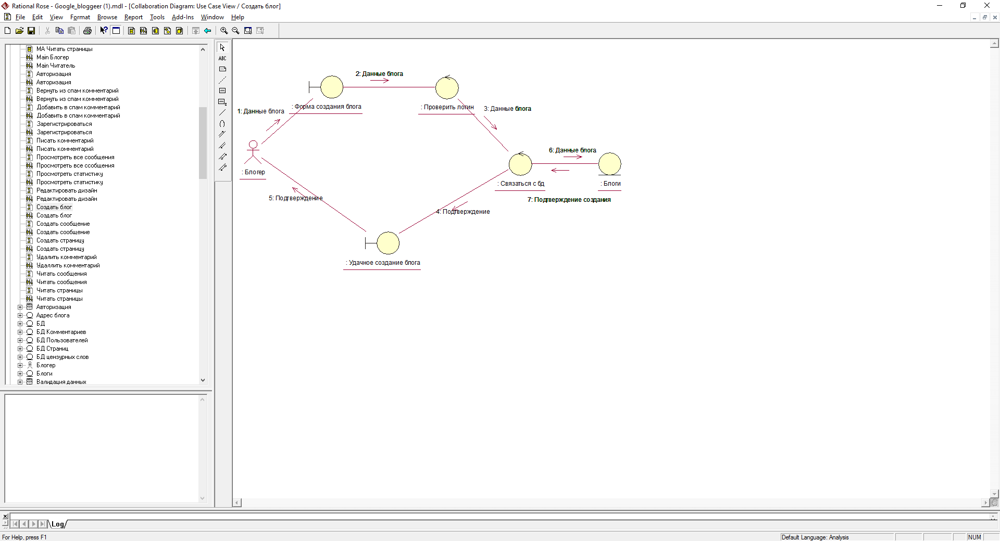 Rational Rose - Google_bloggeer (1).mdl - [Collaboration Diagram: Use Case View / Создать блог]
File Edit View Format Browse Report Tools Add-Ins Window Help
МА Читать страницы
Main Блогер
Main Читатель
Авторизация
Авторизация
Вернуть из спам комментарий
Вернуть из спам комментарий
Добавить в спам комментарий
Добавить в спам комментарий
Зарегистрироваться
Зарегистрироваться
Писать комментарий
Писать комментарий
Просмотреть все сообщения
Просмотреть все ссобщения
Просмотреть статистику
Просмотреть статистику
Редактировать дизайн
Редактировать дизайн
Создать блог
Создать блог
Создать сообщение
Создать сообщение
Создать страницу
Создать страницу
Удалить комментарий
Удаллить комментарий
Читать сообщения
Читать сообщения
Читать страницы
Читать страницы
Авторизация
Адрес блога
БД
БД Комментариев
БД Пользователей
БД Страниц
БД цензурных слов
Блогер
Блоги
Валидация данных
ABC
2: Данные блога
: Форма создания блога
: Проверить логин
1: Данные блога
3: Данные блога
: Блогер
6: Данные блога
: Связаться с бд
: Блоги
7: Подтверждение создания
5: Подтверждение
4: Подтверждение
: Удачное создание блога
Log
For Help, press F1
Default Language: Analysis
NUM